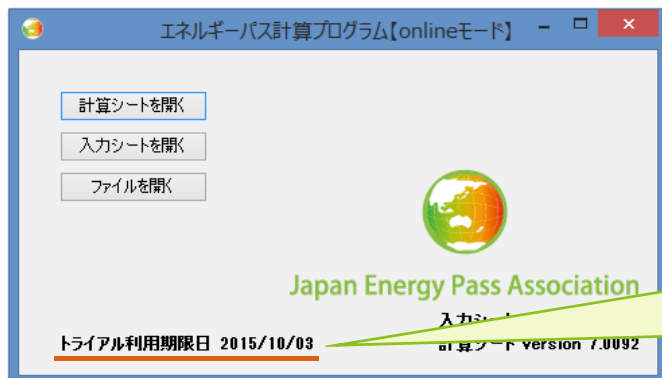 エネルギーパス計算プログラム【onlineモード】
計算シートを開く
入力シートを開く
ファイルを開く
Japan Energy Pass Association
トライアル利用期限日 2015/10/03
計算シート version 7.0092